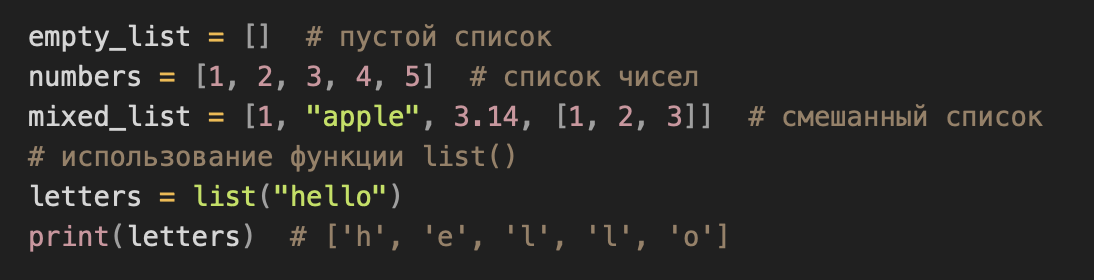 empty_list = []  # пустой список
numbers = [1, 2, 3, 4, 5]  # список чисел
mixed_list = [1, "apple", 3.14, [1, 2, 3]]  # смешанный список
# использование функции list()
letters = list("hello")
print(letters)  # ['h', 'e', 'l', 'l', 'o']